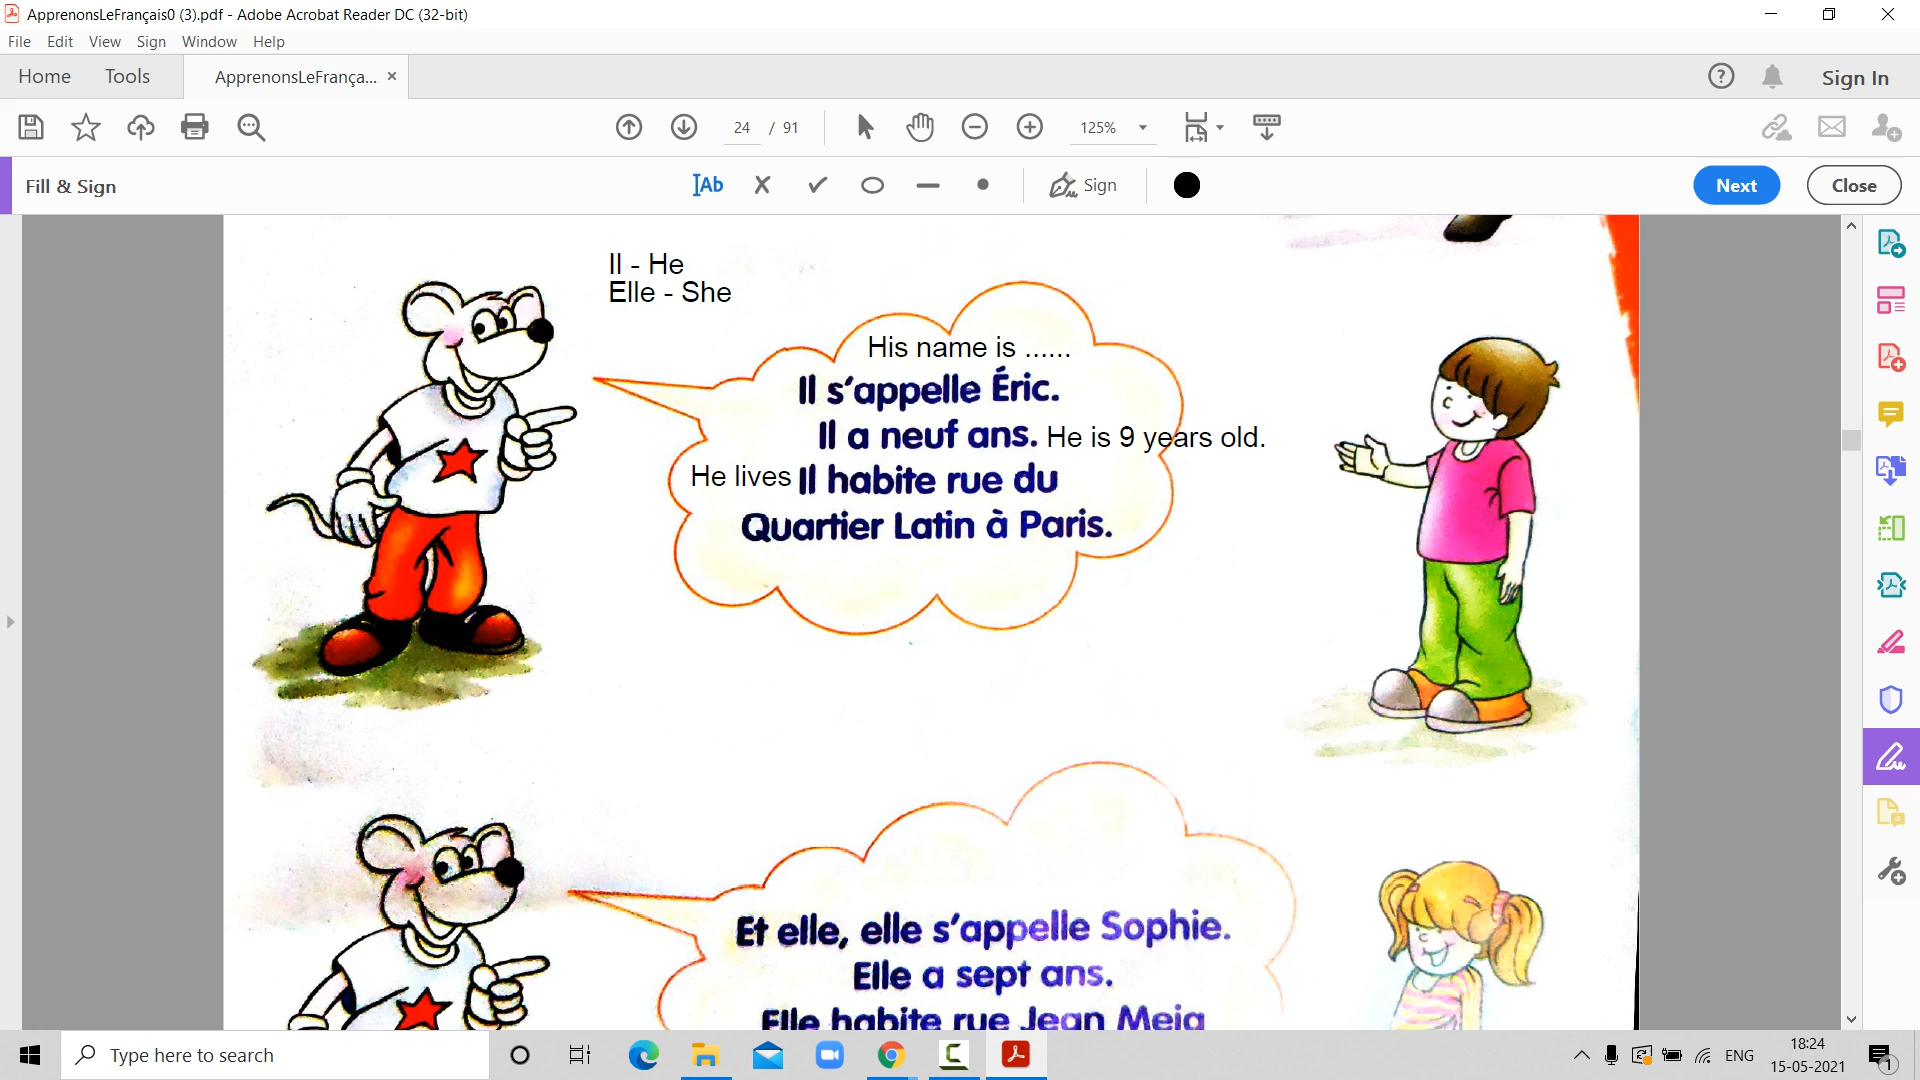 ApprenonsLeFrançais0 (3).pdf - Adobe Acrobat Reader DC (32-bit)
File Edit View Sign Window Help
Home Tools ApprenonsLeFrança... × Sign In
24 / 91 125%
Fill & Sign Ab Sign Next Close
Il - He
Elle - She
His name is ......
Il s'appelle Éric.
Il a neuf ans. He is 9 years old.
He lives Il habite rue du
Quartier Latin à Paris.
Et elle, elle s'appelle Sophie.
Elle a sept ans.
Elle habite rue Jean
Type here to search
ENG
18:24
15-05-2021
1